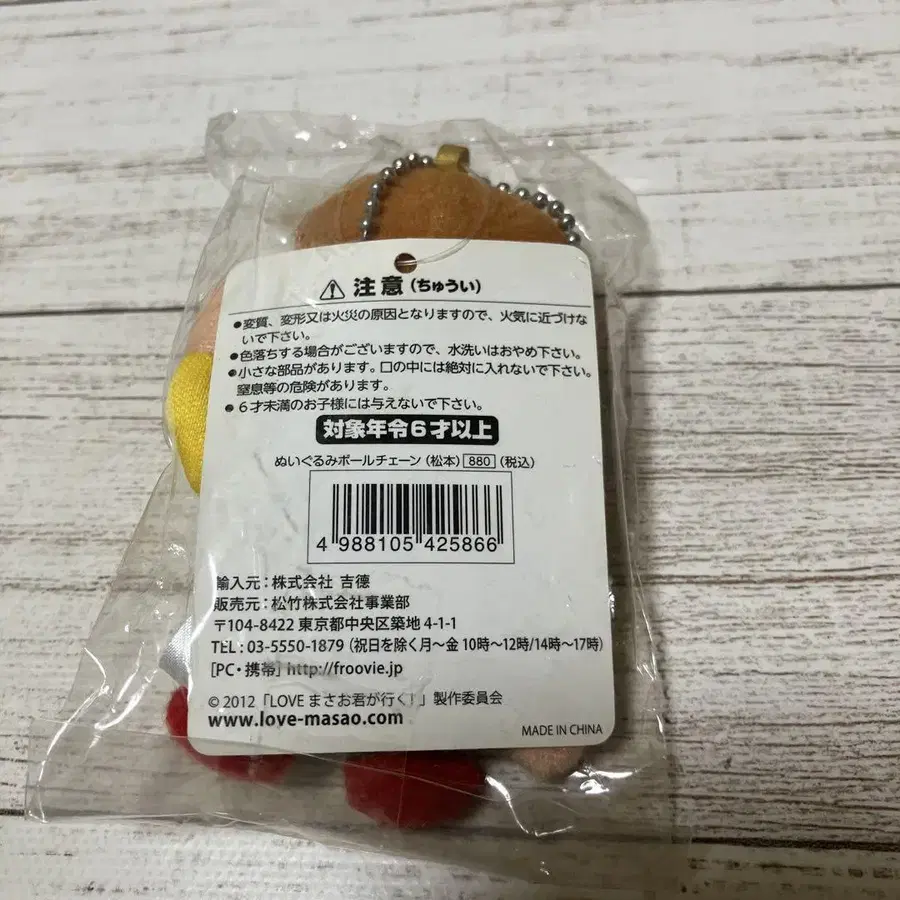 ⚠ 注意(ちゅうい)
●変質、変形又は火災の原因となりますので、火気に近づけな
いで下さい。
●色落ちする場合がございますので、水洗いはおやめ下さい。
●小さな部品があります。口の中には絶対に入れないで下さい。
窒息等の危険があります。
●6才未満のお子様には与えないで下さい。
対象年令6才以上
ぬいぐるみボールチェーン(松本) 880 (税込)
4 988105 425866
輸入元:株式会社 吉德
販売元:松竹株式会社事業部
〒104-8422 東京都中央区築地 4-1-1
TEL:03-5550-1879 (祝日を除く月〜金 10時〜12時/14時〜17時)
[PC・携帯] http://froovie.jp
© 2012「LOVE まさお君が行く!」製作委員会
www.love-masao.com
MADE IN CHINA